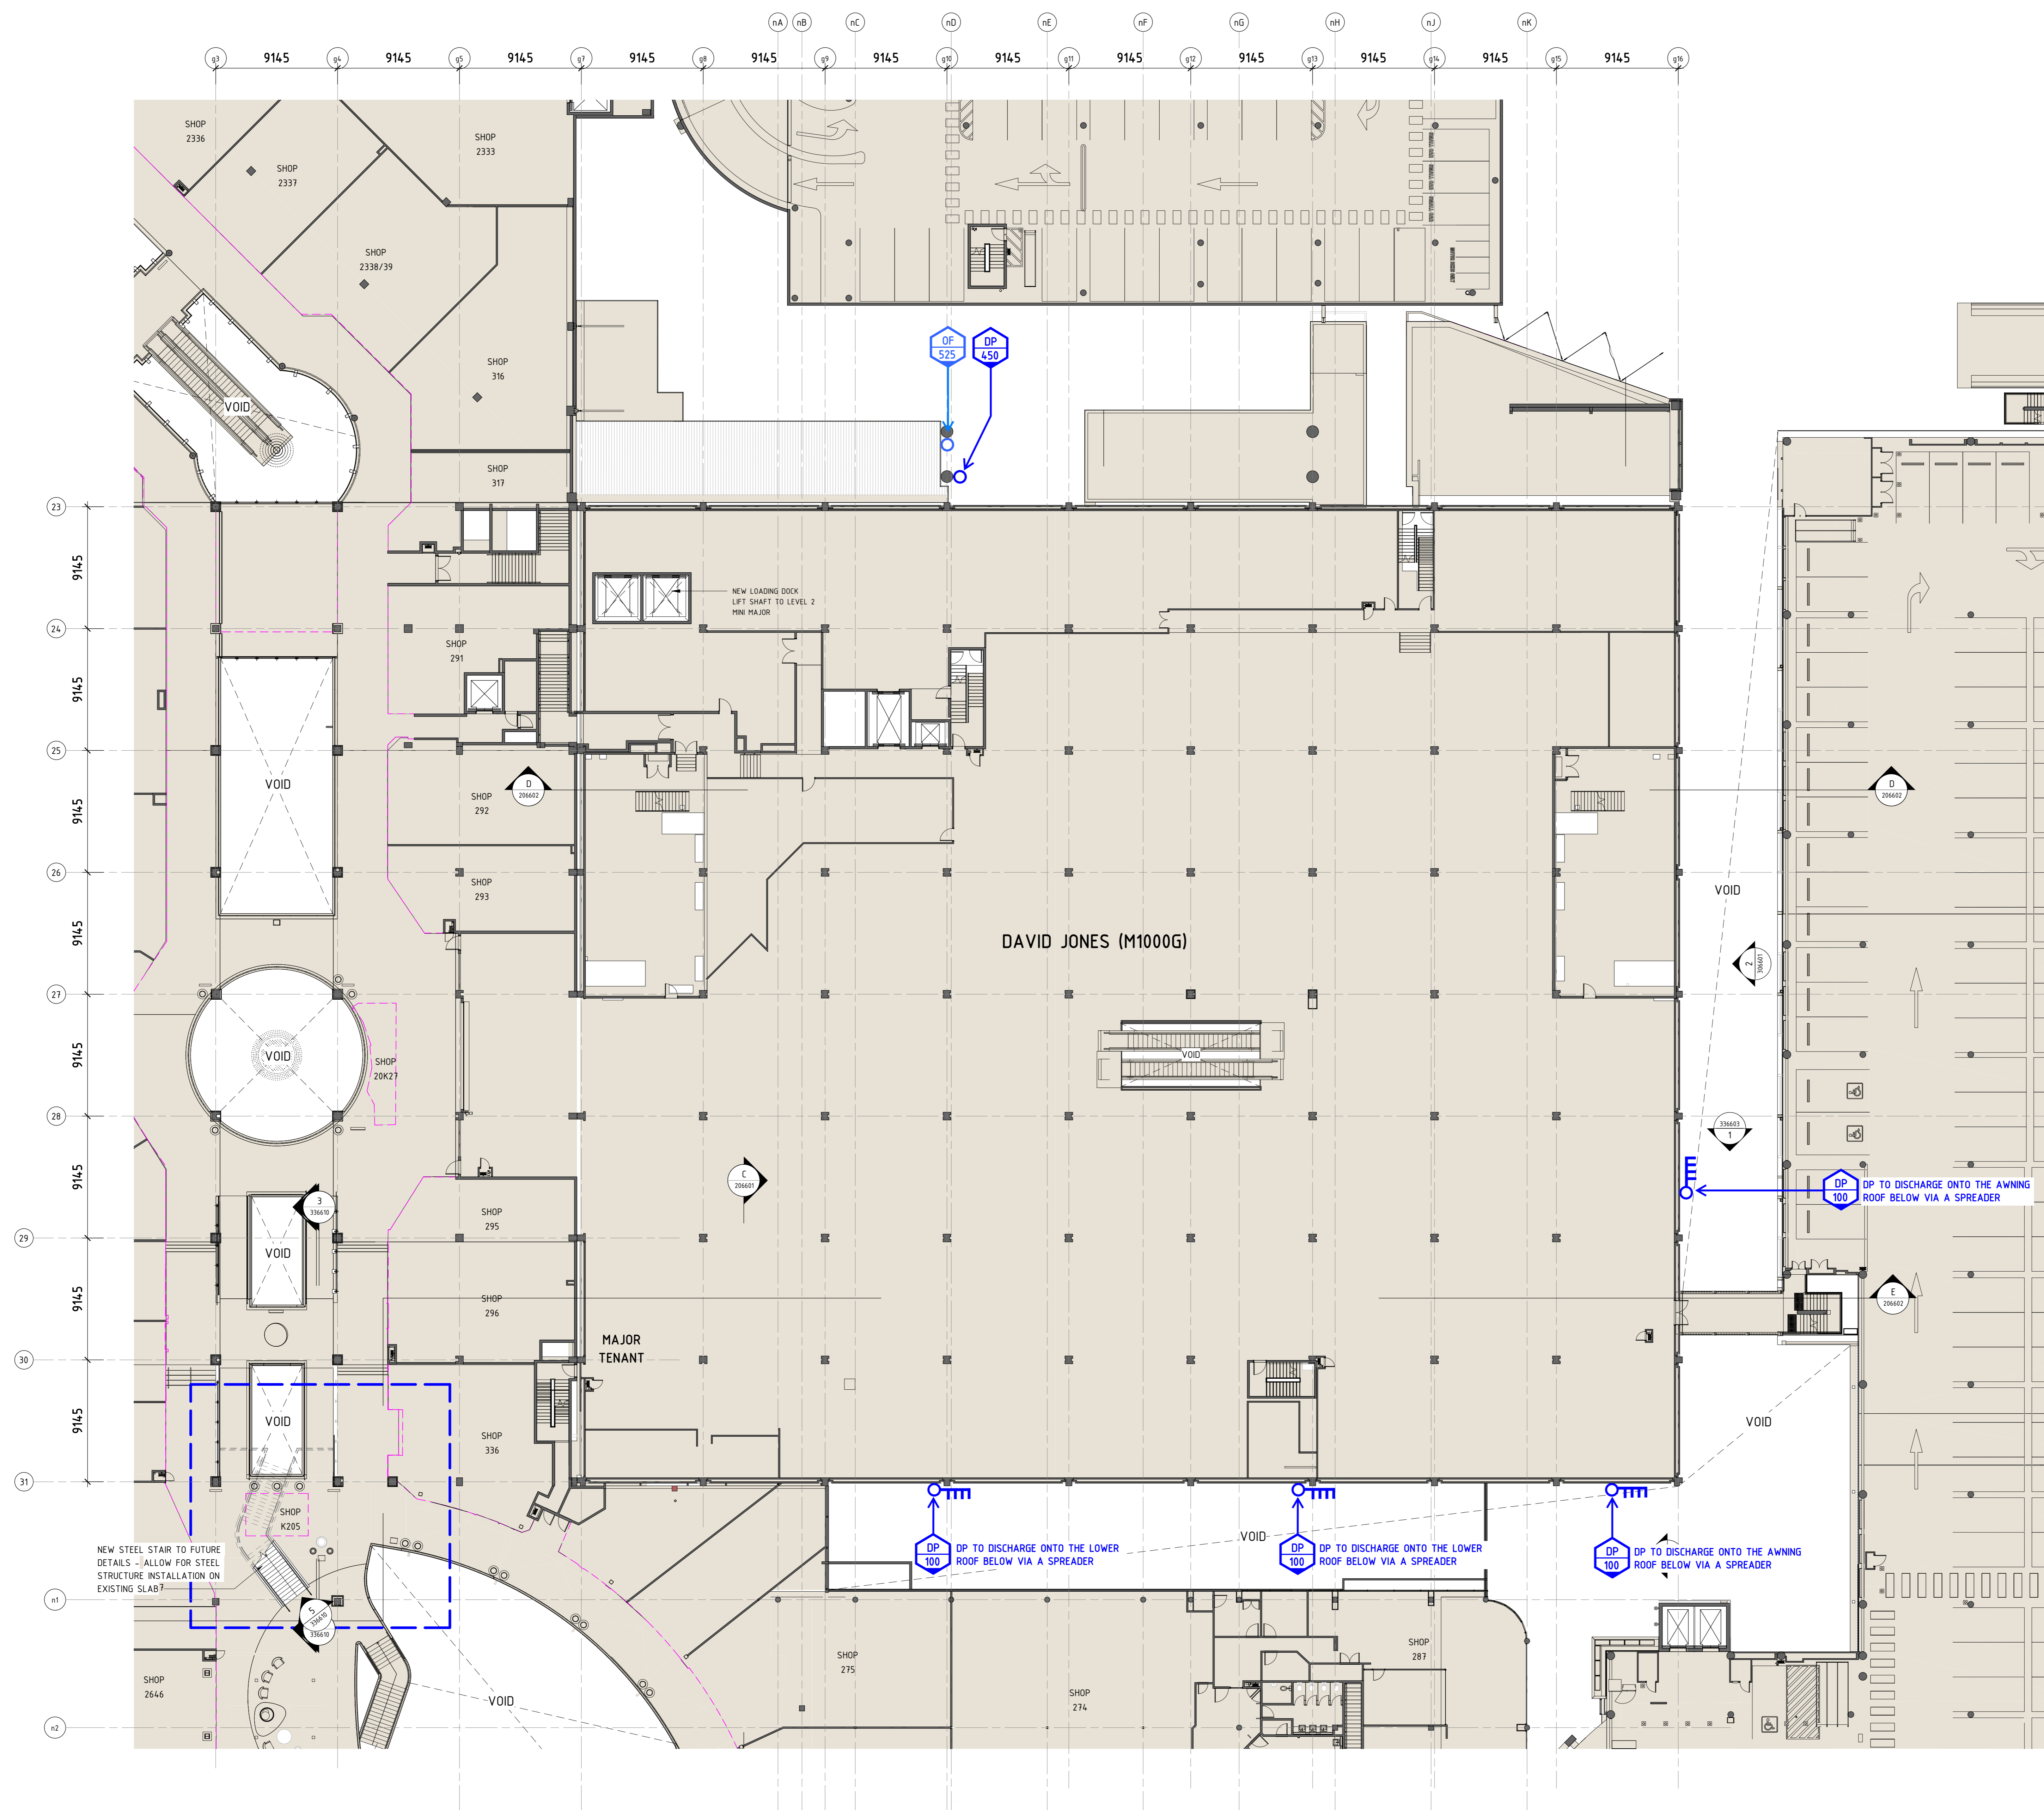 nA nB nC nD nE nF nG nH nJ nK
g3 9145 g4 9145 g5 9145 g7 9145 g8 9145 g9 9145 g10 9145 g11 9145 g12 9145 g13 9145 g14 9145 g15 9145 g16
SHOP
2336
SHOP
2337
SHOP
2333
SHOP
2338/39
SHOP
316
SHOP
317
VOID
OF
525
DP
450
23
9145
24
9145
25
9145
26
9145
27
9145
28
9145
29
9145
30
9145
31
n1
n2
NEW LOADING DOCK
LIFT SHAFT TO LEVEL 2
MINI MAJOR
SHOP
291
VOID
SHOP
292
D
206602
D
206602
SHOP
293
VOID
DAVID JONES (M1000G)
2
306601
VOID
SHOP
20K27
VOID
336603
1
C
206601
DP
100
DP TO DISCHARGE ONTO THE AWNING
ROOF BELOW VIA A SPREADER
3
336610
SHOP
295
VOID
SHOP
296
E
206602
MAJOR
TENANT
VOID
SHOP
336
VOID
SHOP
K205
VOID
DP
100
DP TO DISCHARGE ONTO THE LOWER
ROOF BELOW VIA A SPREADER
DP
100
DP TO DISCHARGE ONTO THE LOWER
ROOF BELOW VIA A SPREADER
DP
100
DP TO DISCHARGE ONTO THE AWNING
ROOF BELOW VIA A SPREADER
NEW STEEL STAIR TO FUTURE
DETAILS - ALLOW FOR STEEL
STRUCTURE INSTALLATION ON
EXISTING SLAB
5
336610
336610
SHOP
2646
VOID
SHOP
275
SHOP
274
SHOP
287